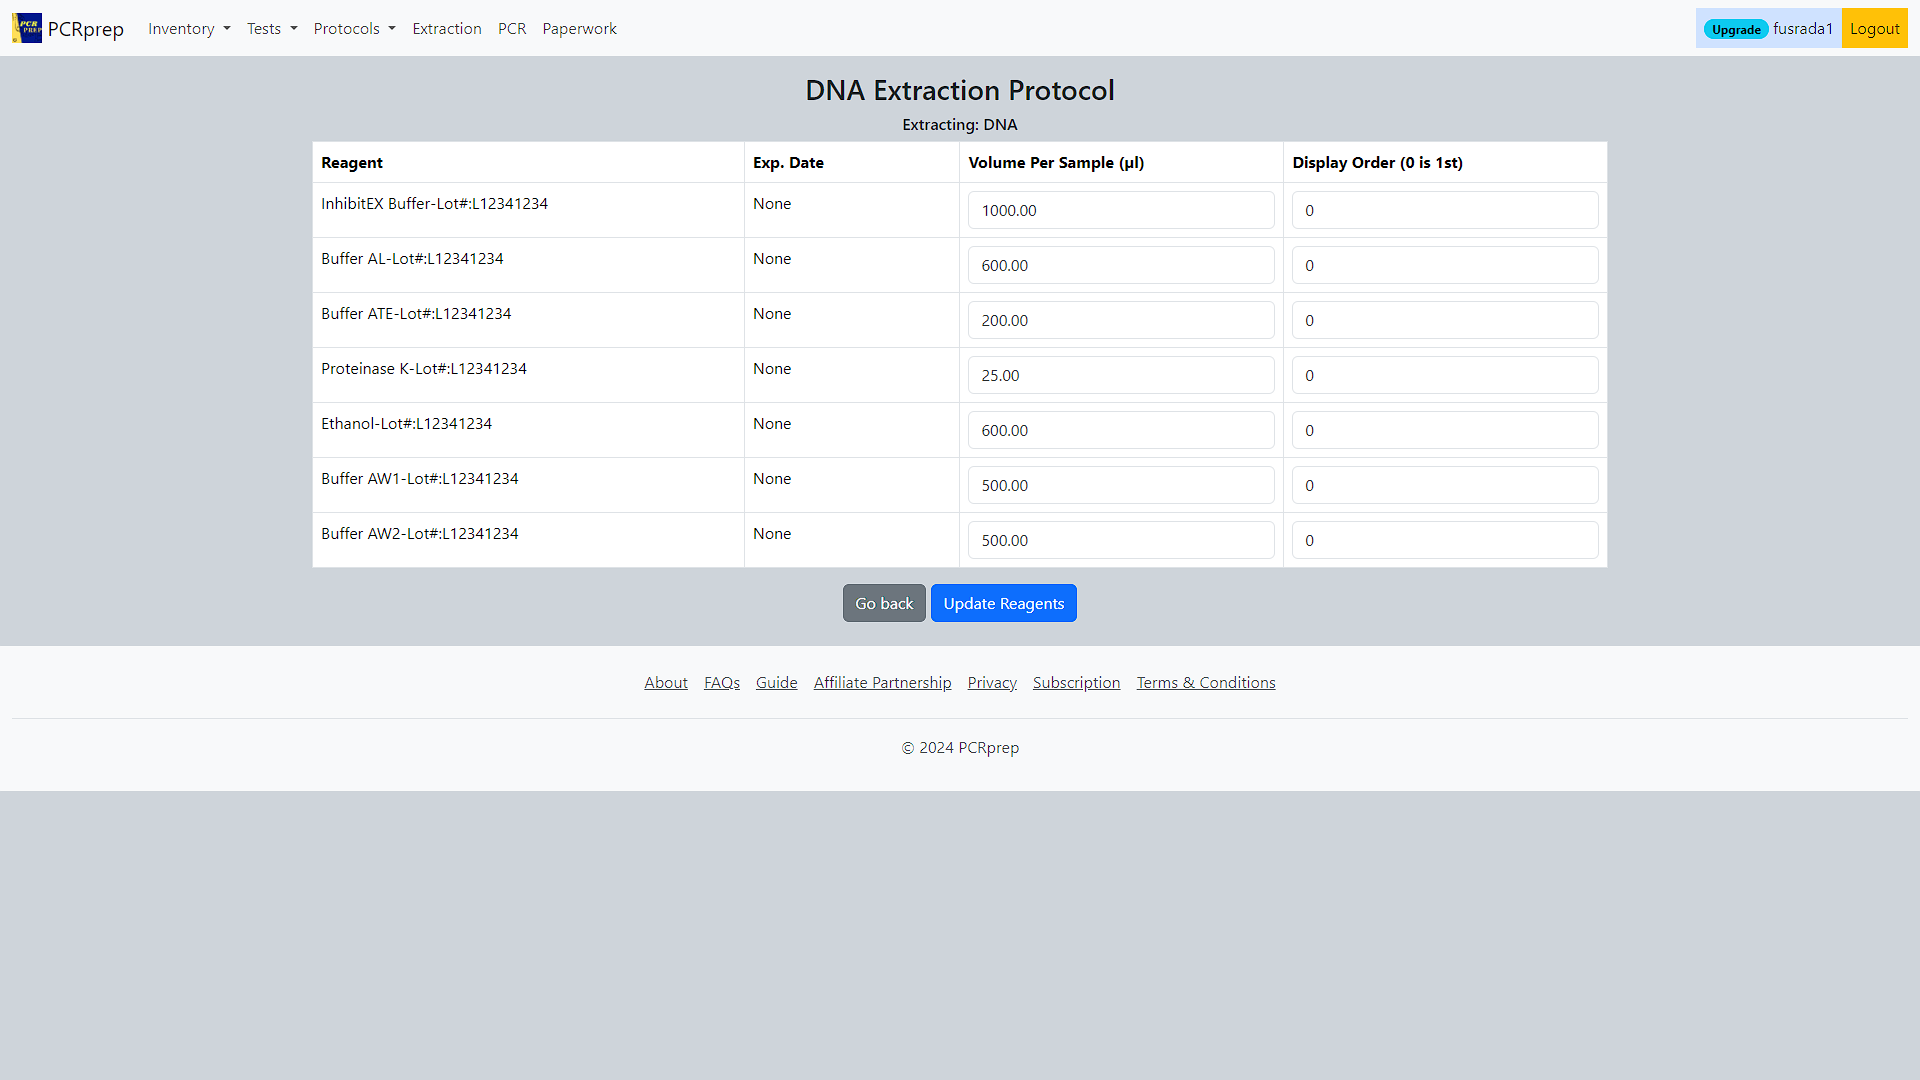 PCR PREP PCRprep Inventory Tests Protocols Extraction PCR Paperwork Upgrade fusrada1 Logout
DNA Extraction Protocol
Extracting: DNA
Reagent Exp. Date Volume Per Sample (µl) Display Order (0 is 1st)
InhibitEX Buffer-Lot#:L12341234 None 1000.00 0
Buffer AL-Lot#:L12341234 None 600.00 0
Buffer ATE-Lot#:L12341234 None 200.00 0
Proteinase K-Lot#:L12341234 None 25.00 0
Ethanol-Lot#:L12341234 None 600.00 0
Buffer AW1-Lot#:L12341234 None 500.00 0
Buffer AW2-Lot#:L12341234 None 500.00 0
Go back Update Reagents
About FAQs Guide Affiliate Partnership Privacy Subscription Terms & Conditions
© 2024 PCRprep